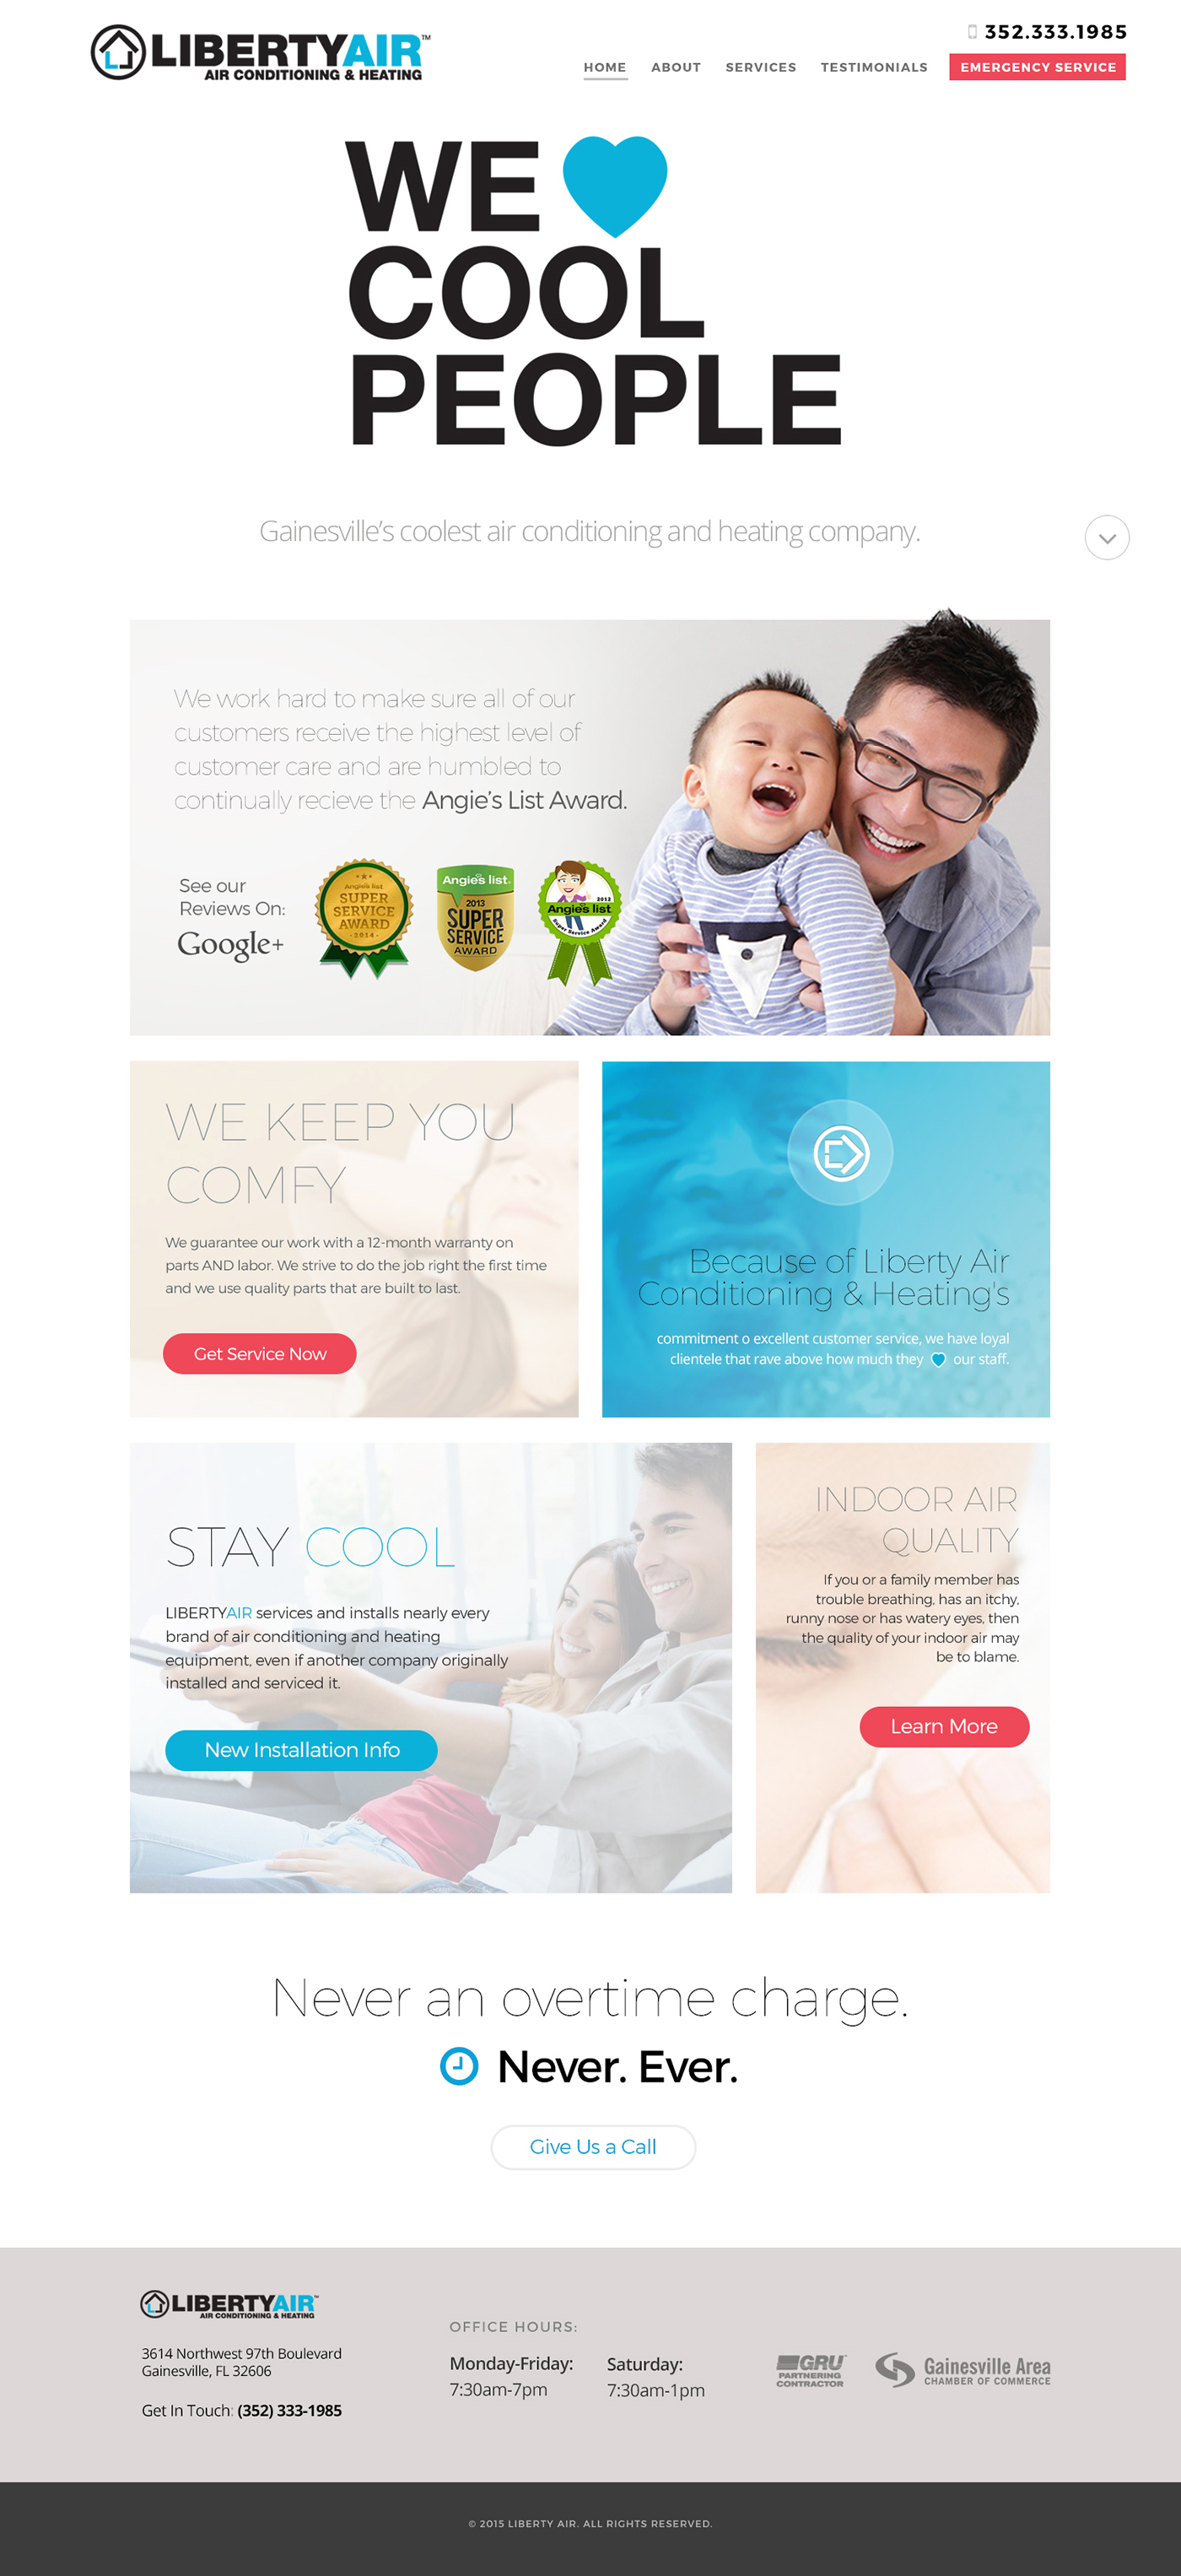 LIBERTYAIR™
AIR CONDITIONING & HEATING
352.333.1985
HOME ABOUT SERVICES TESTIMONIALS EMERGENCY SERVICE
WE
COOL
PEOPLE
Gainesville's coolest air conditioning and heating company.
We work hard to make sure all of our
customers receive the highest level of
customer care and are humbled to
continually recieve the Angie's List Award.
See our
Reviews On:
Google+
Angie's list
SUPER
SERVICE
AWARD
2014
Angie's list.
2013
SUPER
SERVICE
AWARD
2012
Angie's list
Super Service Award
WE KEEP YOU
COMFY
We guarantee our work with a 12-month warranty on
parts AND labor. We strive to do the job right the first time
and we use quality parts that are built to last.
Get Service Now
Because of Liberty Air
Conditioning & Heating's
commitment o excellent customer service, we have loyal
clientele that rave above how much they our staff.
STAY COOL
LIBERTYAIR services and installs nearly every
brand of air conditioning and heating
equipment, even if another company originally
installed and serviced it.
New Installation Info
INDOOR AIR
QUALITY
If you or a family member has
trouble breathing, has an itchy,
runny nose or has watery eyes, then
the quality of your indoor air may
be to blame.
Learn More
Never an overtime charge.
Never. Ever.
Give Us a Call
LIBERTYAIR™
AIR CONDITIONING & HEATING
3614 Northwest 97th Boulevard
Gainesville, FL 32606
Get In Touch: (352) 333-1985
OFFICE HOURS:
Monday-Friday:
7:30am-7pm
Saturday:
7:30am-1pm
GRU
PARTNERING
CONTRACTOR
Gainesville Area
CHAMBER OF COMMERCE
© 2015 LIBERTY AIR. ALL RIGHTS RESERVED.